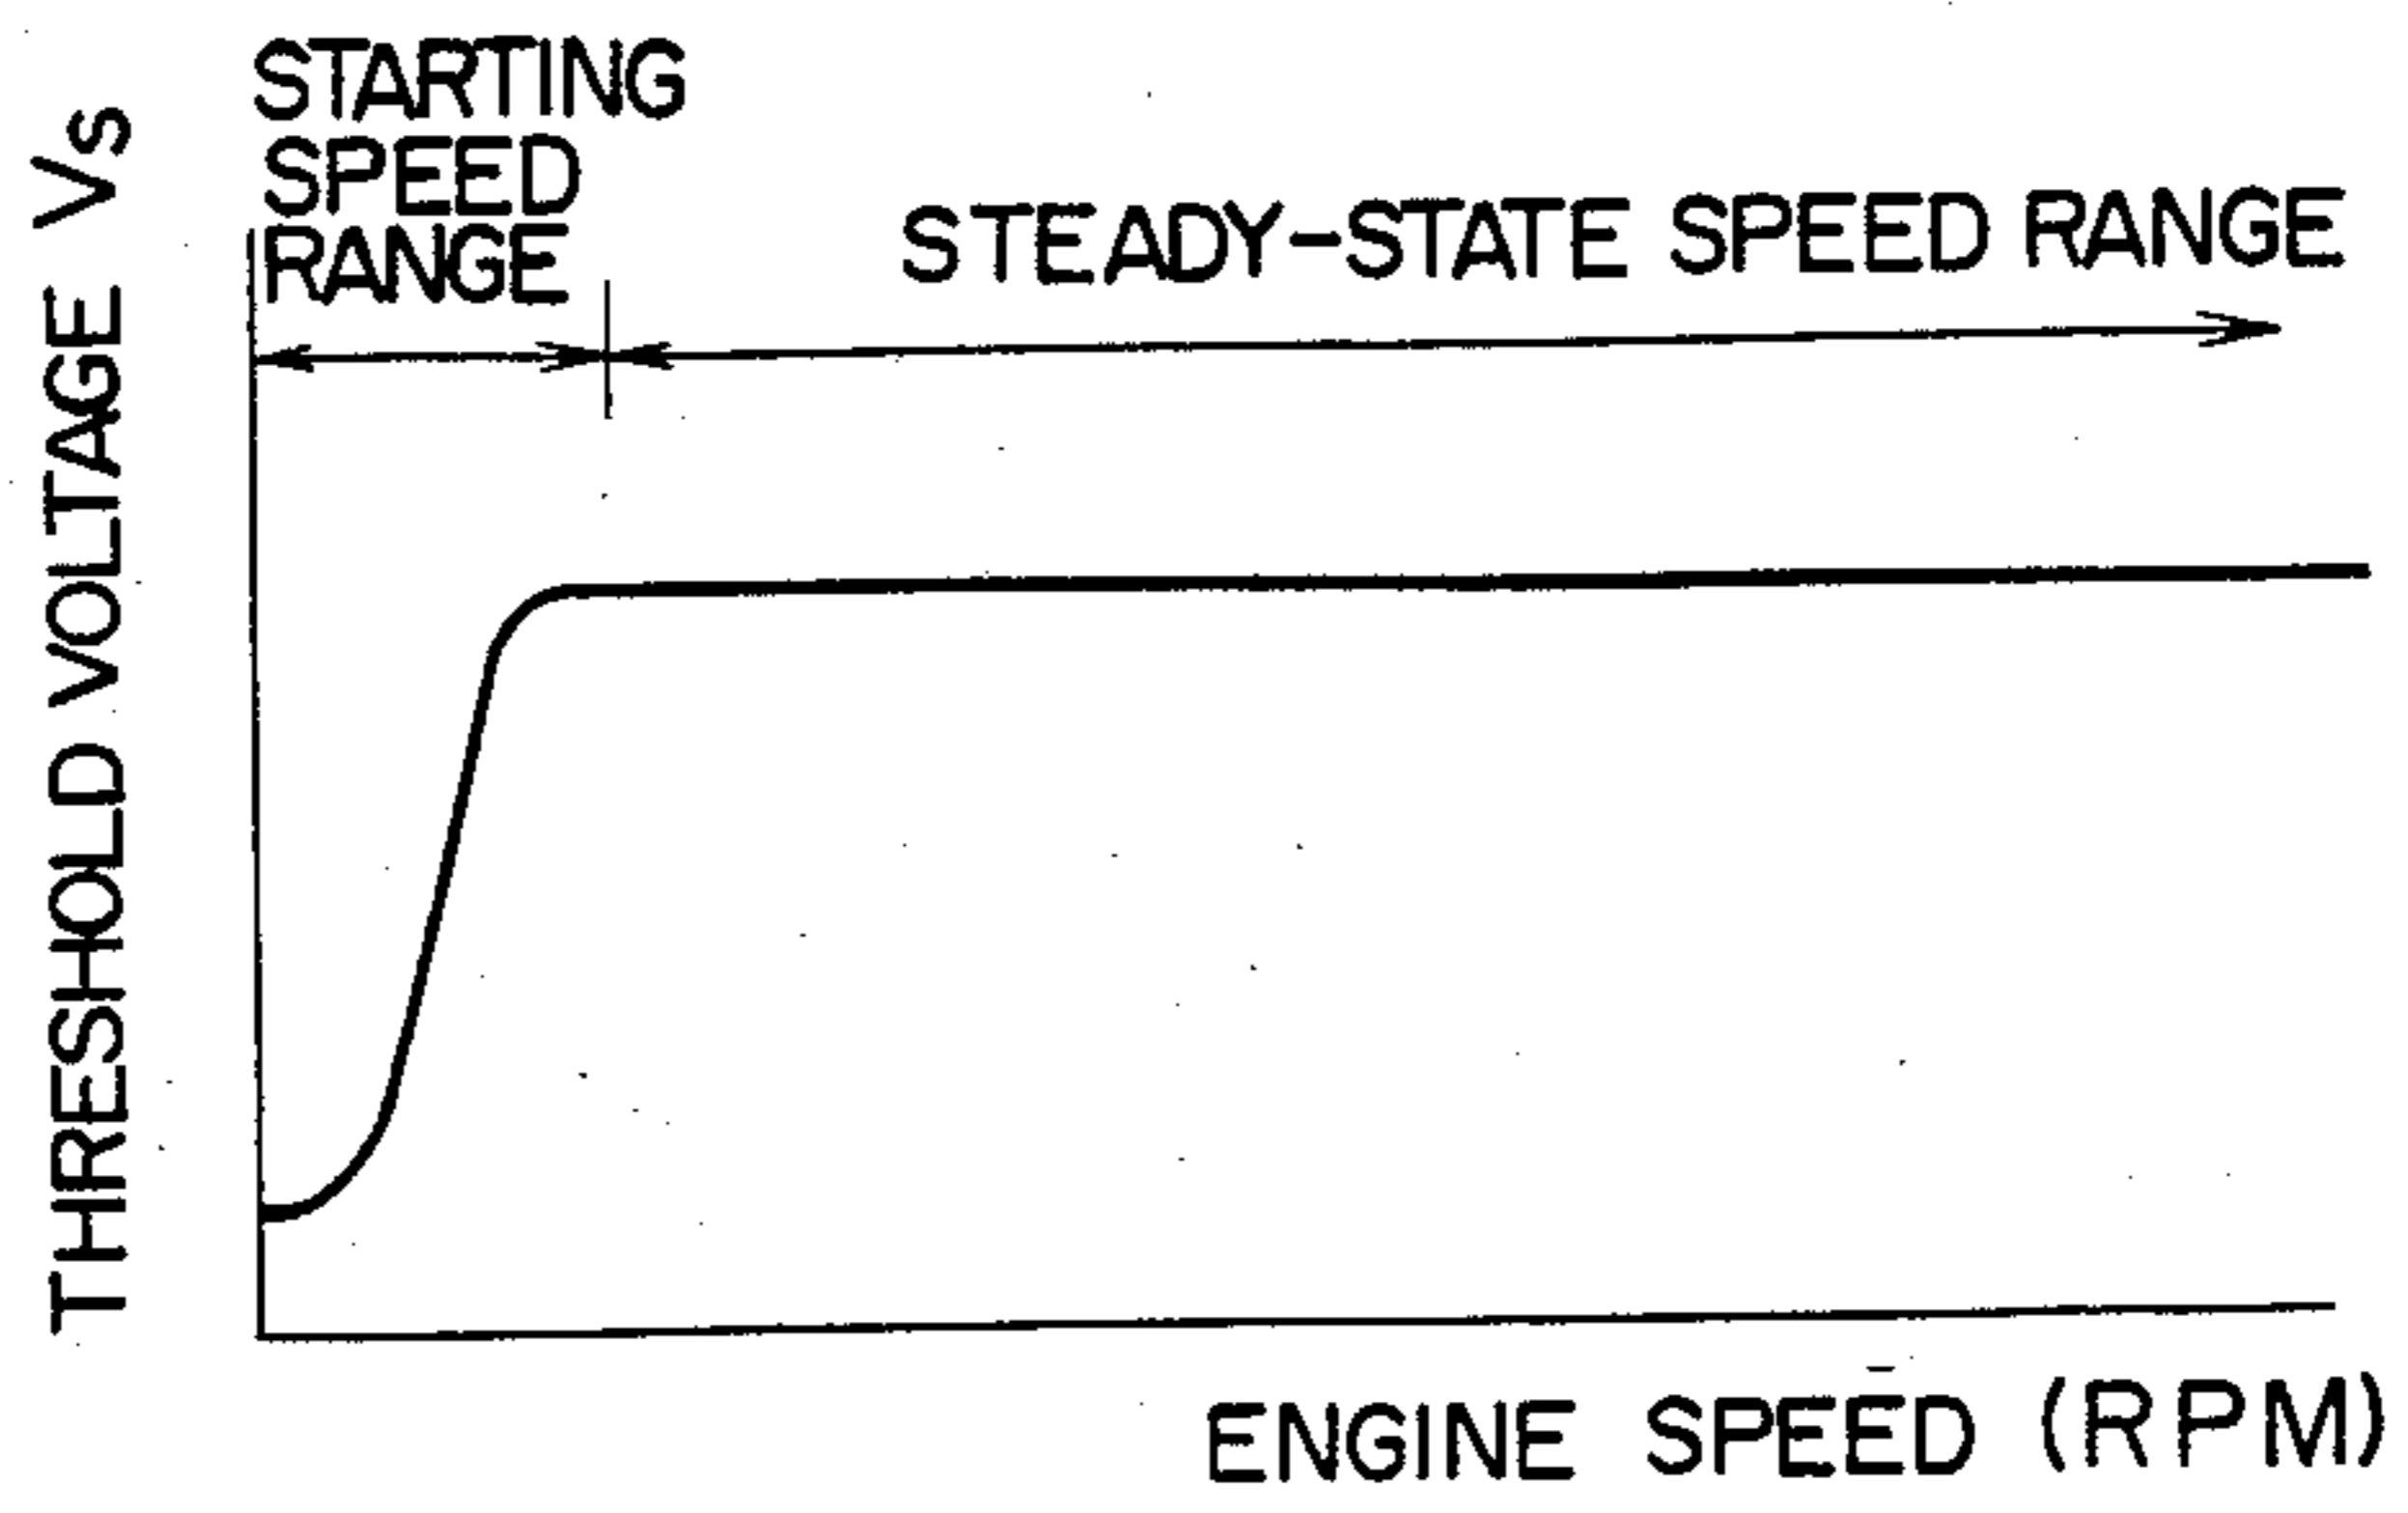 STARTING
SPEED
RANGE
STEADY-STATE SPEED RANGE
THRESHOLD VOLTAGE Vs
ENGINE SPEED (RPM)